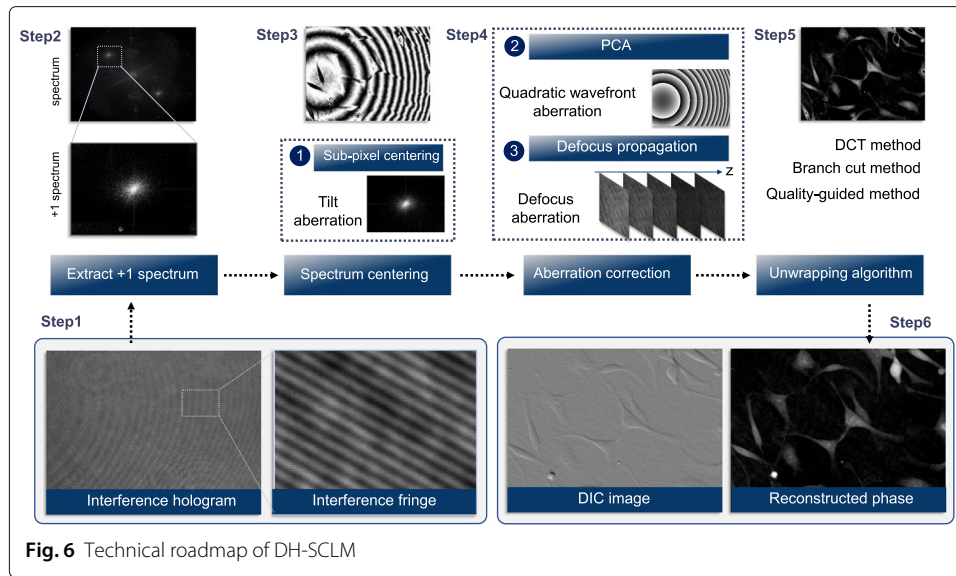 Step2
spectrum
+1 spectrum
Step3
1 Sub-pixel centering
Tilt
aberration
Step4
2 PCA
Quadratic wavefront
aberration
3 Defocus propagation
z
Defocus
aberration
Step5
DCT method
Branch cut method
Quality-guided method
Extract +1 spectrum
Spectrum centering
Aberration correction
Unwrapping algorithm
Step1
Interference hologram
Interference fringe
Step6
DIC image
Reconstructed phase
Fig. 6 Technical roadmap of DH-SCLM